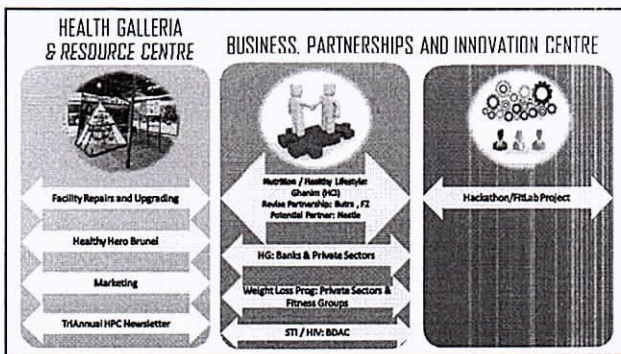 HEALTH GALLERIA
& RESOURCE CENTRE
Facility Repairs and Upgrading
Healthy Hero Brunei
Marketing
TriAnnual HPC Newsletter
BUSINESS, PARTNERSHIPS AND INNOVATION CENTRE
Nutrition / Healthy Lifestyle:
Ghanim (HCI)
Revise Partnership: Butra , FZ
Potential Partner: Nestle
HG: Banks & Private Sectors
Weight Loss Prog: Private Sectors &
Fitness Groups
STI / HIV: BDAC
Hackathon/FitLab Project